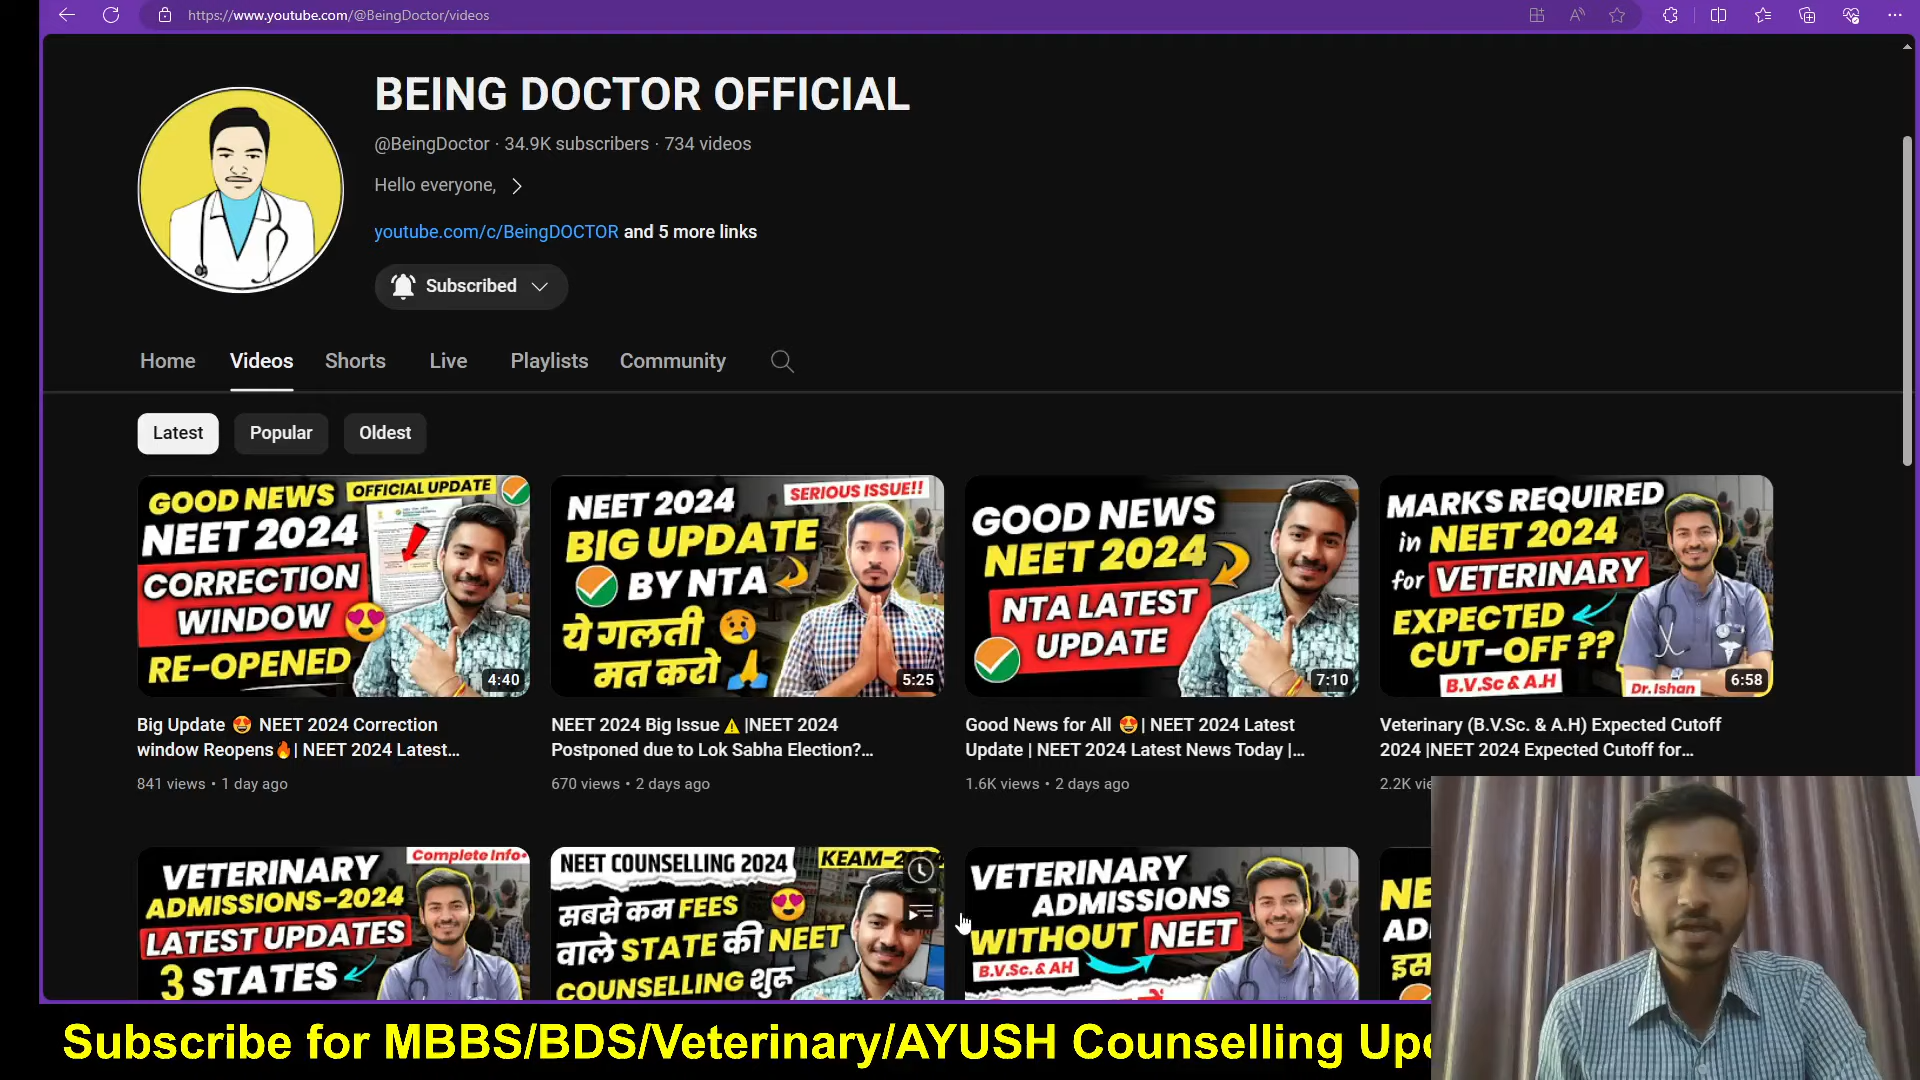 https://www.youtube.com/@BeingDoctor/videos
BEING DOCTOR OFFICIAL
@BeingDoctor · 34.9K subscribers · 734 videos
Hello everyone,
youtube.com/c/BeingDOCTOR and 5 more links
Subscribed
Home Videos Shorts Live Playlists Community
Latest Popular Oldest
GOOD NEWS
OFFICIAL UPDATE
NEET 2024
CORRECTION
WINDOW
RE-OPENED
4:40
Big Update 🤩 NEET 2024 Correction
window Reopens🔥| NEET 2024 Latest...
841 views · 1 day ago
NEET 2024
SERIOUS ISSUE!!
BIG UPDATE
BY NTA
ये गलती
मत करो
5:25
NEET 2024 Big Issue ⚠️ |NEET 2024
Postponed due to Lok Sabha Election?...
670 views · 2 days ago
GOOD NEWS
NEET 2024
NTA LATEST
UPDATE
7:10
Good News for All 🤩| NEET 2024 Latest
Update | NEET 2024 Latest News Today |...
1.6K views · 2 days ago
MARKS REQUIRED
in NEET 2024
for VETERINARY
EXPECTED
CUT-OFF ??
B.V.Sc & A.H
Dr. Ishan
6:58
Veterinary (B.V.Sc. & A.H) Expected Cutoff
2024 |NEET 2024 Expected Cutoff for...
2.2K
Complete Info
VETERINARY
ADMISSIONS-2024
LATEST UPDATES
3 STATES
NEET COUNSELLING 2024
KEAM-
सबसे कम FEES
वाले STATE की NEET
COUNSELLING शुरू
VETERINARY
ADMISSIONS
WITHOUT NEET
B.V.Sc. & AH
Subscribe for MBBS/BDS/Veterinary/AYUSH Counselling